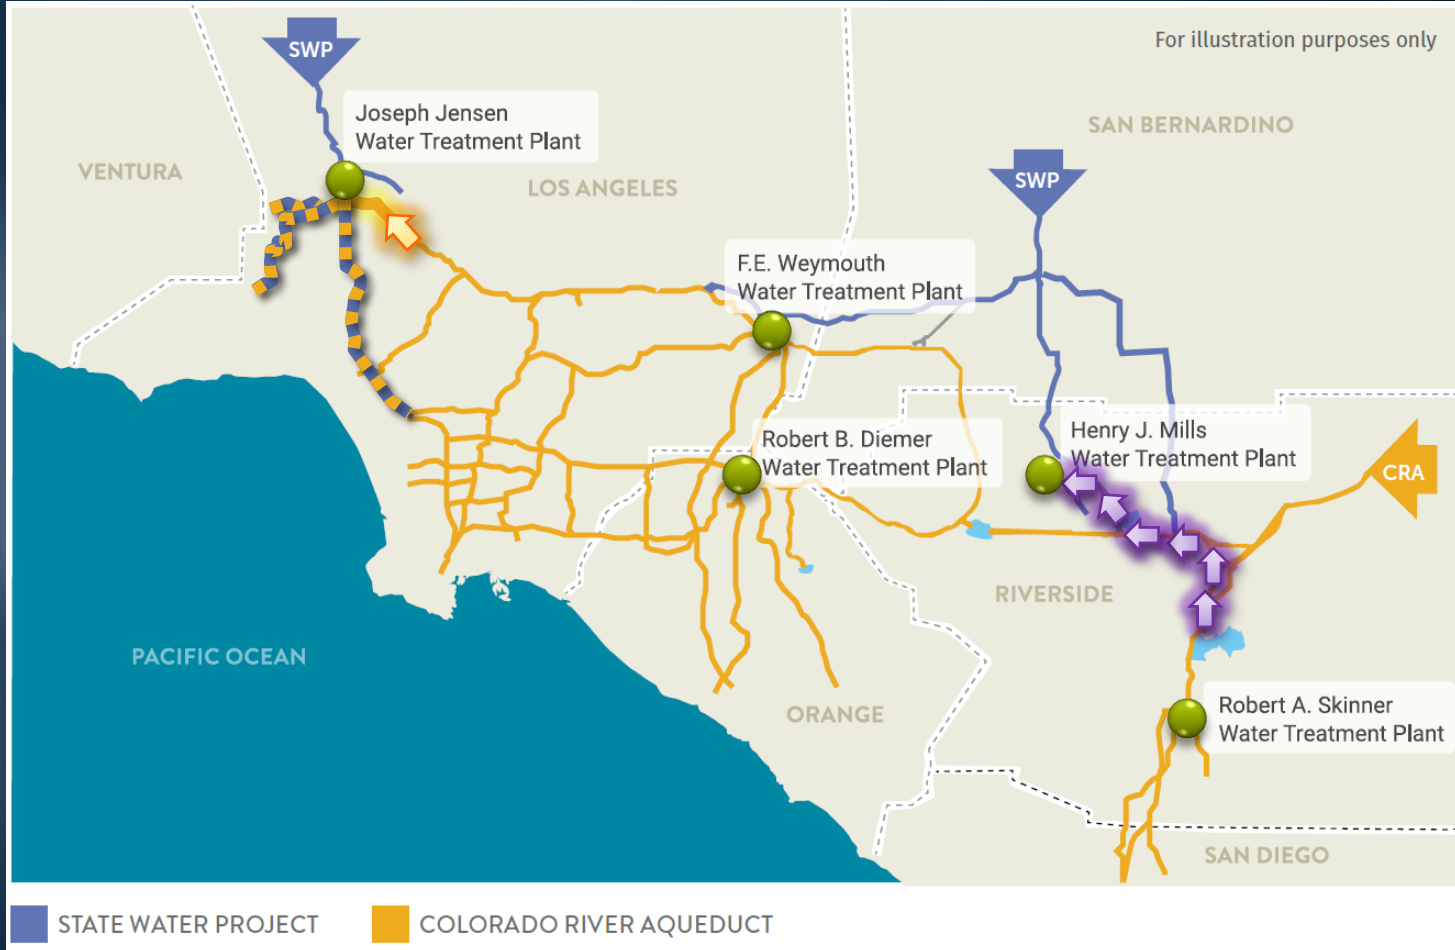 For illustration purposes only
SWP
Joseph Jensen
Water Treatment Plant
SAN BERNARDINO
VENTURA
LOS ANGELES
SWP
F.E. Weymouth
Water Treatment Plant
Robert B. Diemer
Water Treatment Plant
Henry J. Mills
Water Treatment Plant
CRA
RIVERSIDE
PACIFIC OCEAN
ORANGE
Robert A. Skinner
Water Treatment Plant
SAN DIEGO
STATE WATER PROJECT
COLORADO RIVER AQUEDUCT